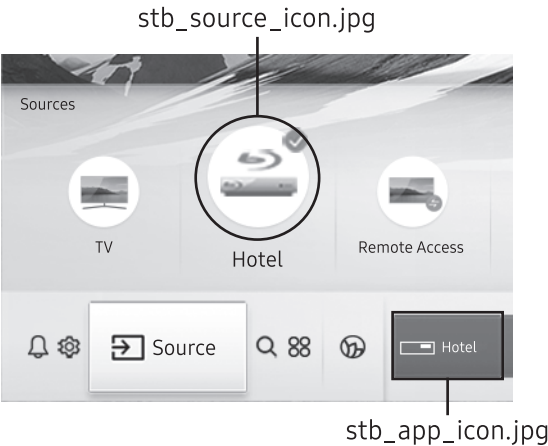 stb_source_icon.jpg
Sources
TV
Hotel
Remote Access
Source
Hotel
stb_app_icon.jpg